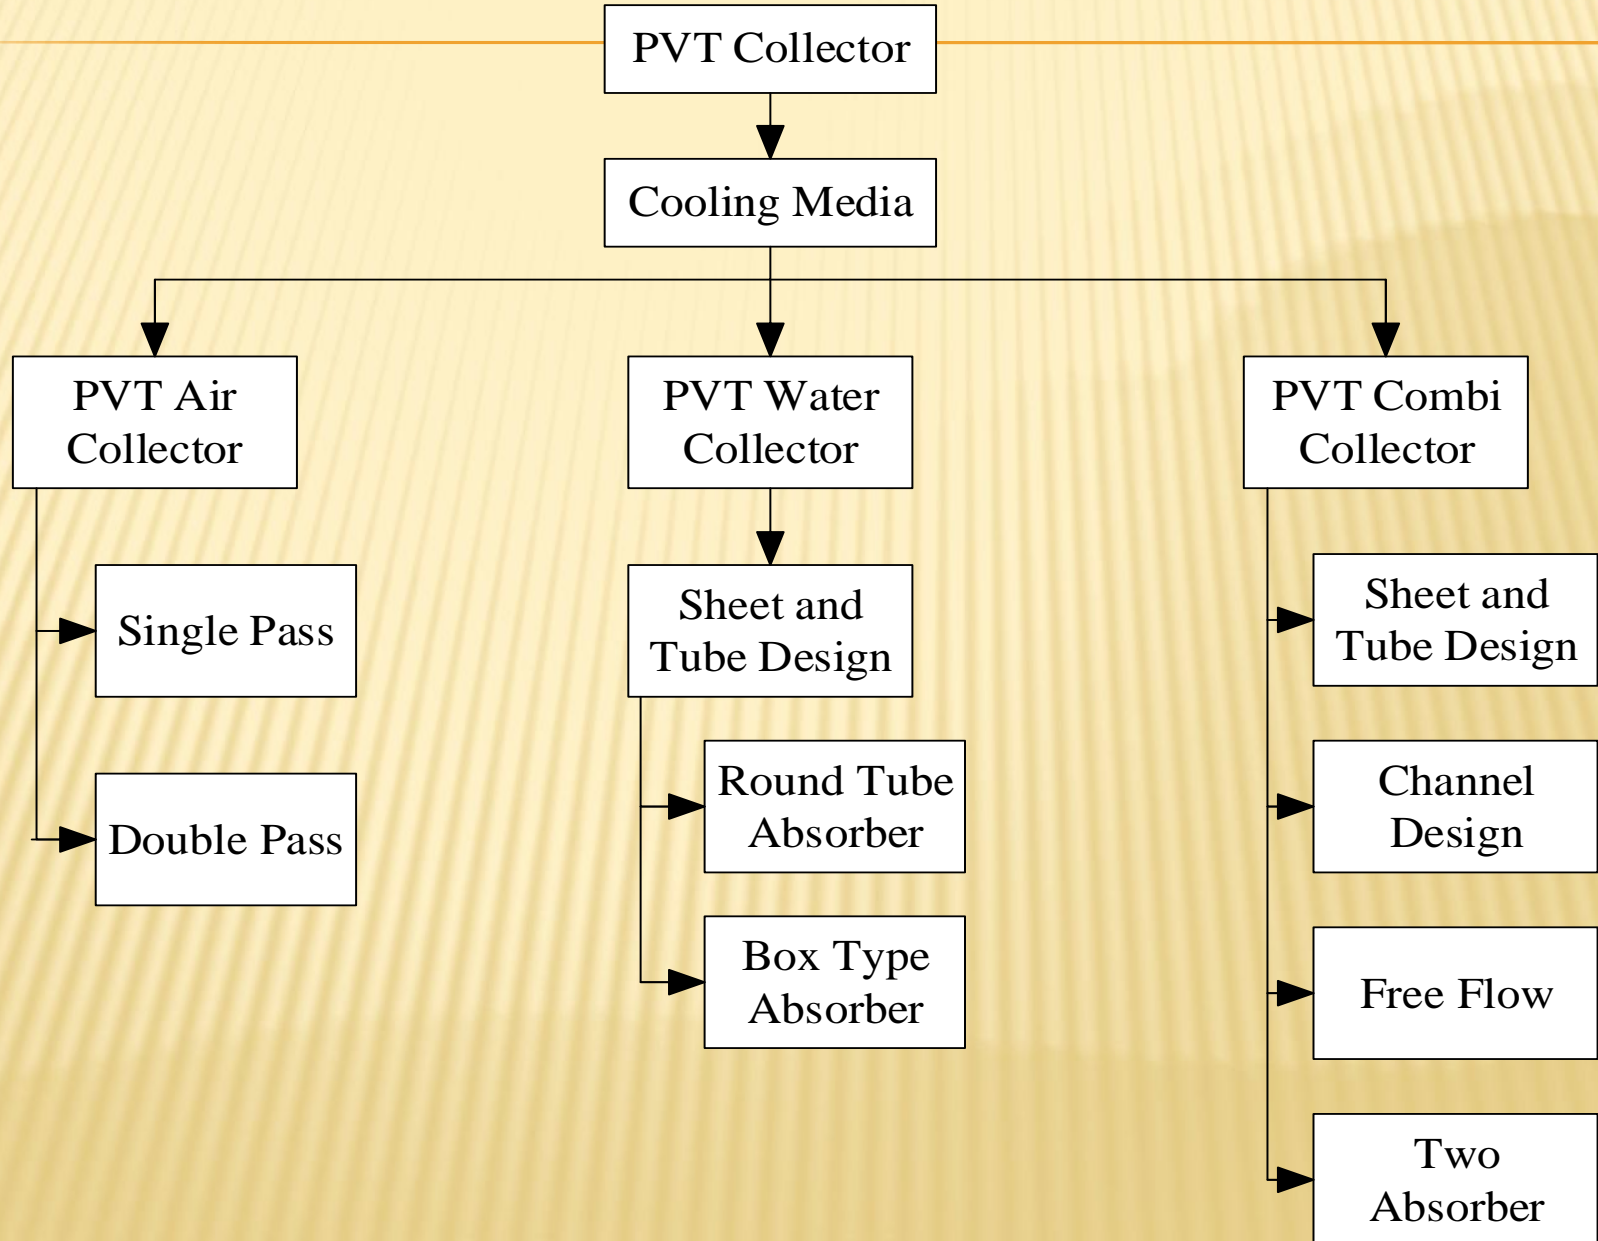 PVT Collector
Cooling Media
PVT Air
Collector
Single Pass
Double Pass
PVT Water
Collector
Sheet and
Tube Design
Round Tube
Absorber
Box Type
Absorber
PVT Combi
Collector
Sheet and
Tube Design
Channel
Design
Free Flow
Two
Absorber